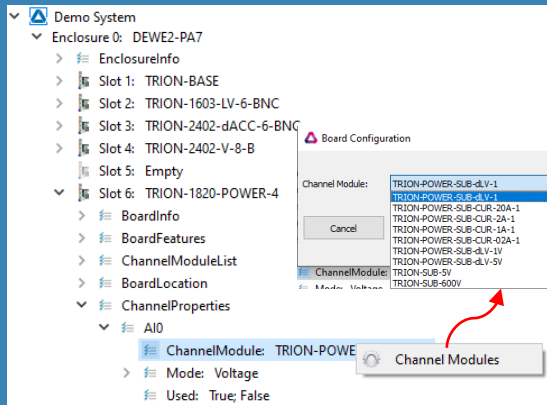 Demo System
Enclosure 0: DEWE2-PA7
EnclosureInfo
Slot 1: TRION-BASE
Slot 2: TRION-1603-LV-6-BNC
Slot 3: TRION-2402-dACC-6-BNC
Slot 4: TRION-2402-V-8-B
Slot 5: Empty
Slot 6: TRION-1820-POWER-4
BoardInfo
BoardFeatures
ChannelModuleList
BoardLocation
ChannelProperties
AI0
ChannelModule: TRION-POWE
Mode: Voltage
Used: True; False
Board Configuration
Channel Module:
TRION-POWER-SUB-dLV-1
TRION-POWER-SUB-dLV-1
TRION-POWER-SUB-CUR-20A-1
TRION-POWER-SUB-CUR-2A-1
TRION-POWER-SUB-CUR-1A-1
TRION-POWER-SUB-CUR-02A-1
TRION-POWER-SUB-dLV-1V
TRION-POWER-SUB-dLV-5V
TRION-SUB-5V
TRION-SUB-600V
Cancel
ChannelModule:
Mode: Voltage
Channel Modules